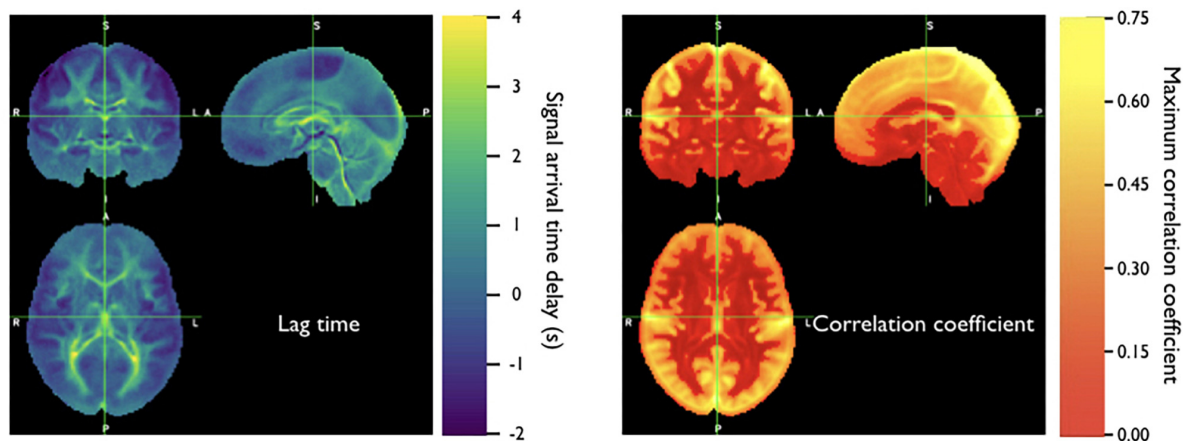 S
S
R
L
A
P
I
I
A
R
L
P
Lag time
4
3
2
1
0
-1
-2
Signal arrival time delay (s)
S
S
R
L
A
P
I
I
A
R
L
P
Correlation coefficient
0.75
0.60
0.45
0.30
0.15
0.00
Maximum correlation coefficient